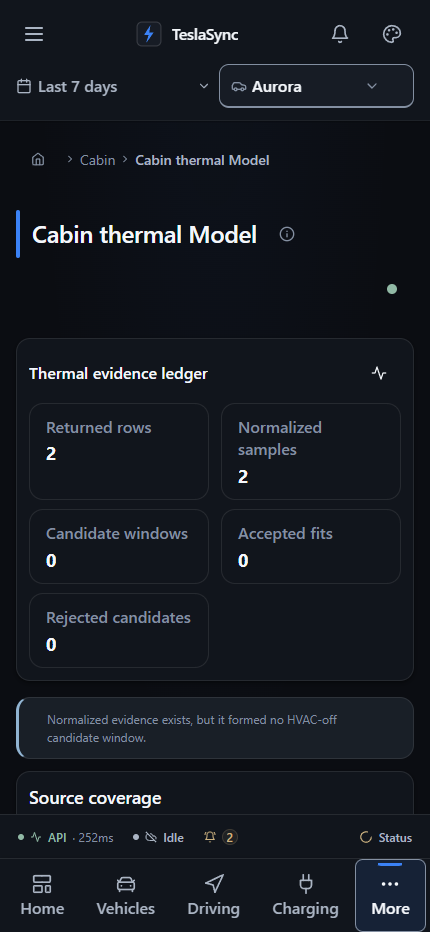 TeslaSync
Last 7 days
Aurora
Cabin
Cabin thermal Model
Cabin thermal Model
Thermal evidence ledger
Returned rows
2
Normalized
samples
2
Candidate windows
0
Accepted fits
0
Rejected candidates
0
Normalized evidence exists, but it formed no HVAC-off
candidate window.
Source coverage
API · 252ms
Idle
2
Status
Home
Vehicles
Driving
Charging
More